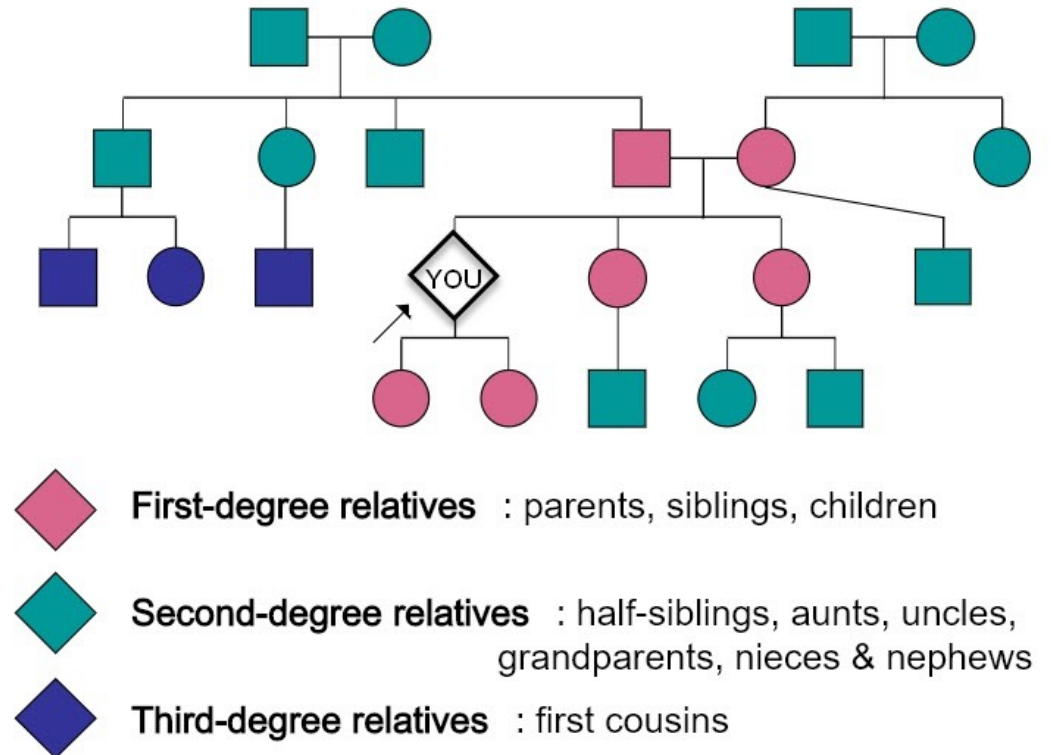 YOU
First-degree relatives : parents, siblings, children
Second-degree relatives : half-siblings, aunts, uncles,
grandparents, nieces & nephews
Third-degree relatives : first cousins